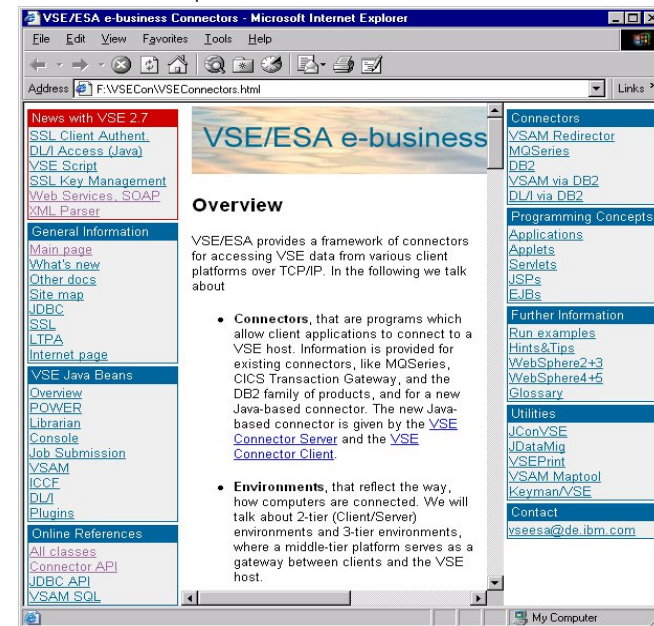 VSE/ESA e-business Connectors - Microsoft Internet Explorer
File Edit View Favorites Tools Help
Address F:\VSECon\VSEConnectors.html Links »
News with VSE 2.7
SSL Client Authent.
DL/I Access (Java)
VSE Script
SSL Key Management
Web Services, SOAP
XML Parser
General Information
Main page
What's new
Other docs
Site map
JDBC
SSL
LTPA
Internet page
VSE Java Beans
Overview
POWER
Librarian
Console
Job Submission
VSAM
ICCF
DL/I
Plugins
Online References
All classes
Connector API
JDBC API
VSAM SQL
VSE/ESA e-business
Overview
VSE/ESA provides a framework of connectors
for accessing VSE data from various client
platforms over TCP/IP. In the following we talk
about
• Connectors, that are programs which
allow client applications to connect to a
VSE host. Information is provided for
existing connectors, like MQSeries,
CICS Transaction Gateway, and the
DB2 family of products, and for a new
Java-based connector. The new Java-
based connector is given by the VSE
Connector Server and the VSE
Connector Client.
• Environments, that reflect the way,
how computers are connected. We will
talk about 2-tier (Client/Server)
environments and 3-tier environments,
where a middle-tier platform serves as a
gateway between clients and the VSE
host.
Connectors
VSAM Redirector
MQSeries
DB2
VSAM via DB2
DL/I via DB2
Programming Concepts
Applications
Applets
Servlets
JSPs
EJBs
Further Information
Run examples
Hints&Tips
WebSphere2+3
WebSphere4+5
Glossary
Utilities
JConVSE
JDataMig
VSEPrint
VSAM Maptool
Keyman/VSE
Contact
vseesa@de.ibm.com
My Computer